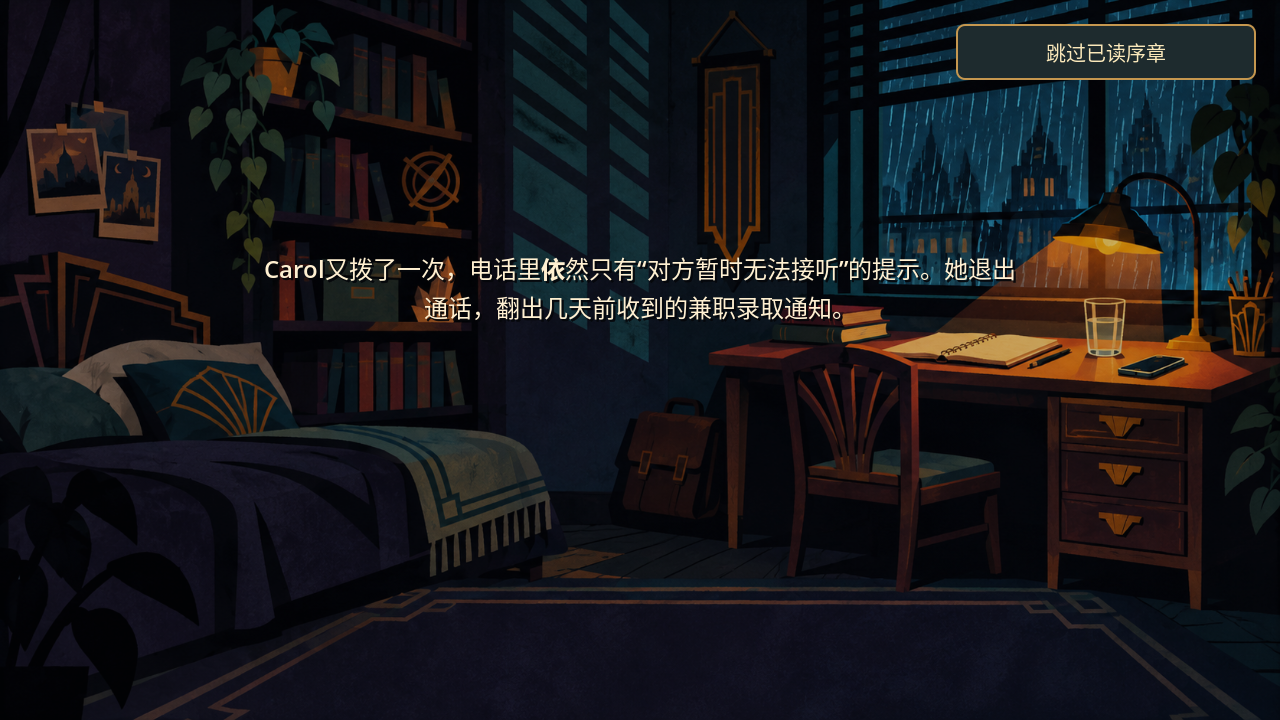 跳过已读序章
Carol又拨了一次，电话里依然只有“对方暂时无法接听”的提示。她退出
通话，翻出几天前收到的兼职录取通知。